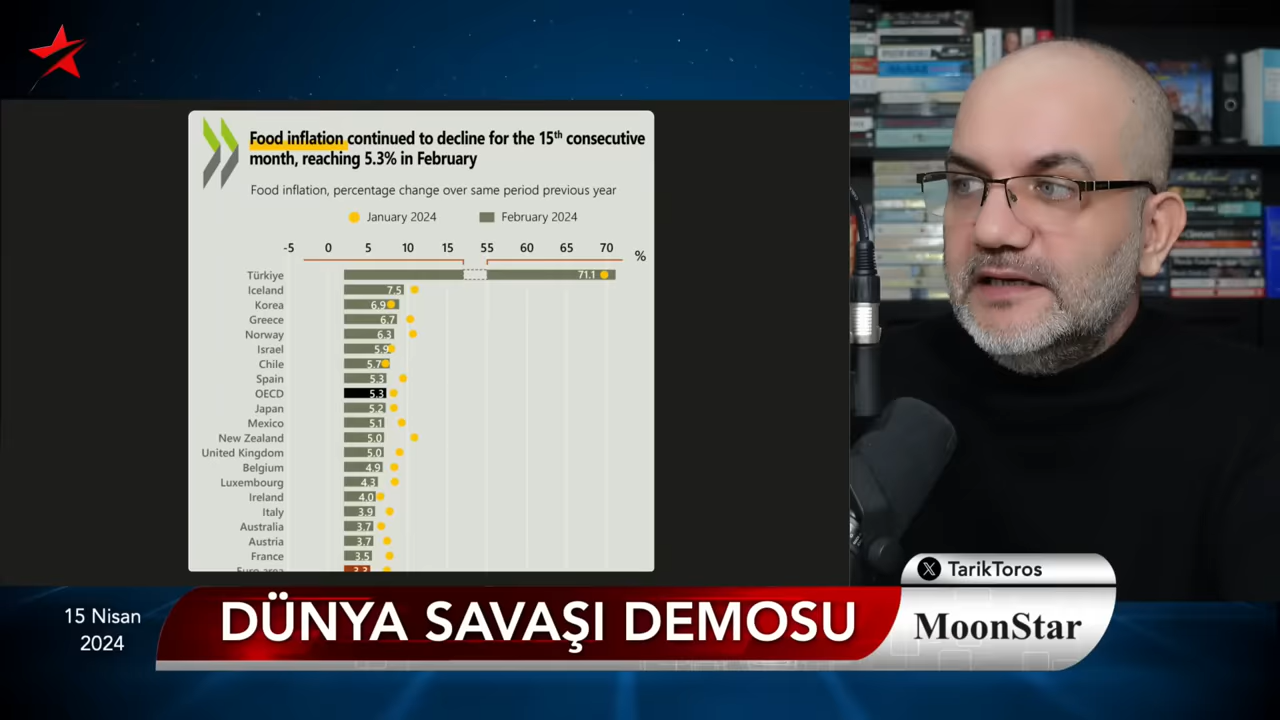 Food inflation continued to decline for the 15th consecutive
month, reaching 5.3% in February
Food inflation, percentage change over same period previous year
January 2024 February 2024
-5 0 5 10 15 55 60 65 70
%
Türkiye 71.1
Iceland 7.5
Korea 6.9
Greece 6.7
Norway 6.3
Israel 5.9
Chile 5.7
Spain 5.3
OECD 5.3
Japan 5.2
Mexico 5.1
New Zealand 5.0
United Kingdom 5.0
Belgium 4.9
Luxembourg 4.3
Ireland 4.0
Italy 3.9
Australia 3.7
Austria 3.7
France 3.5
Euro area 3.3
TarikToros
15 Nisan
2024
DÜNYA SAVAŞI DEMOSU
MoonStar